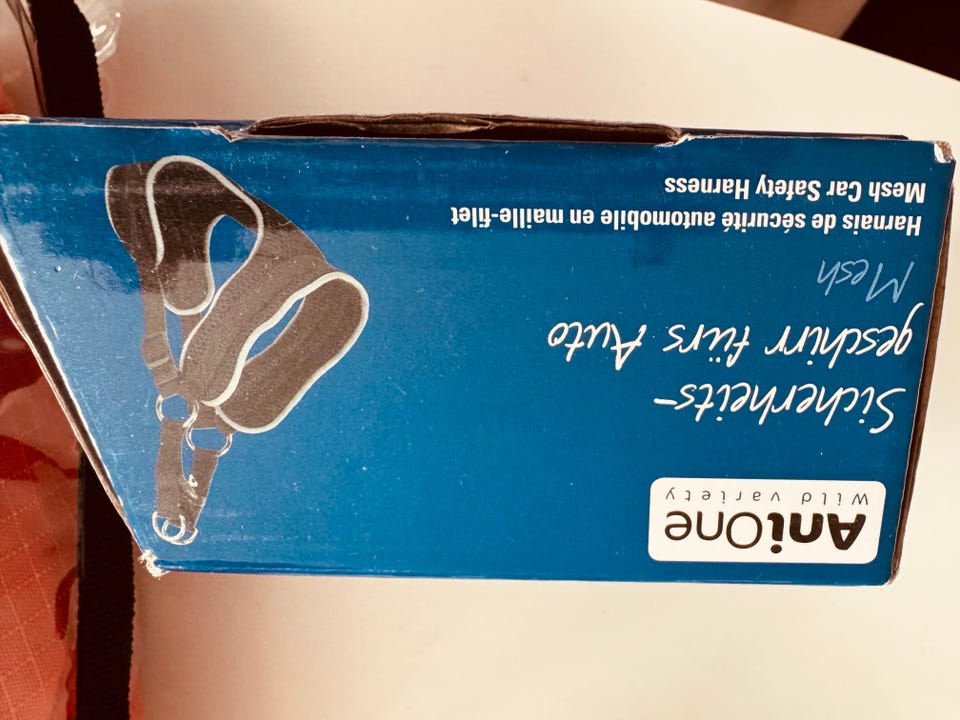 AniOne
wild variety
Sicherheits-
geschirr fürs Auto
Mesh
Harnais de sécurité automobile en maille-filet
Mesh Car Safety Harness